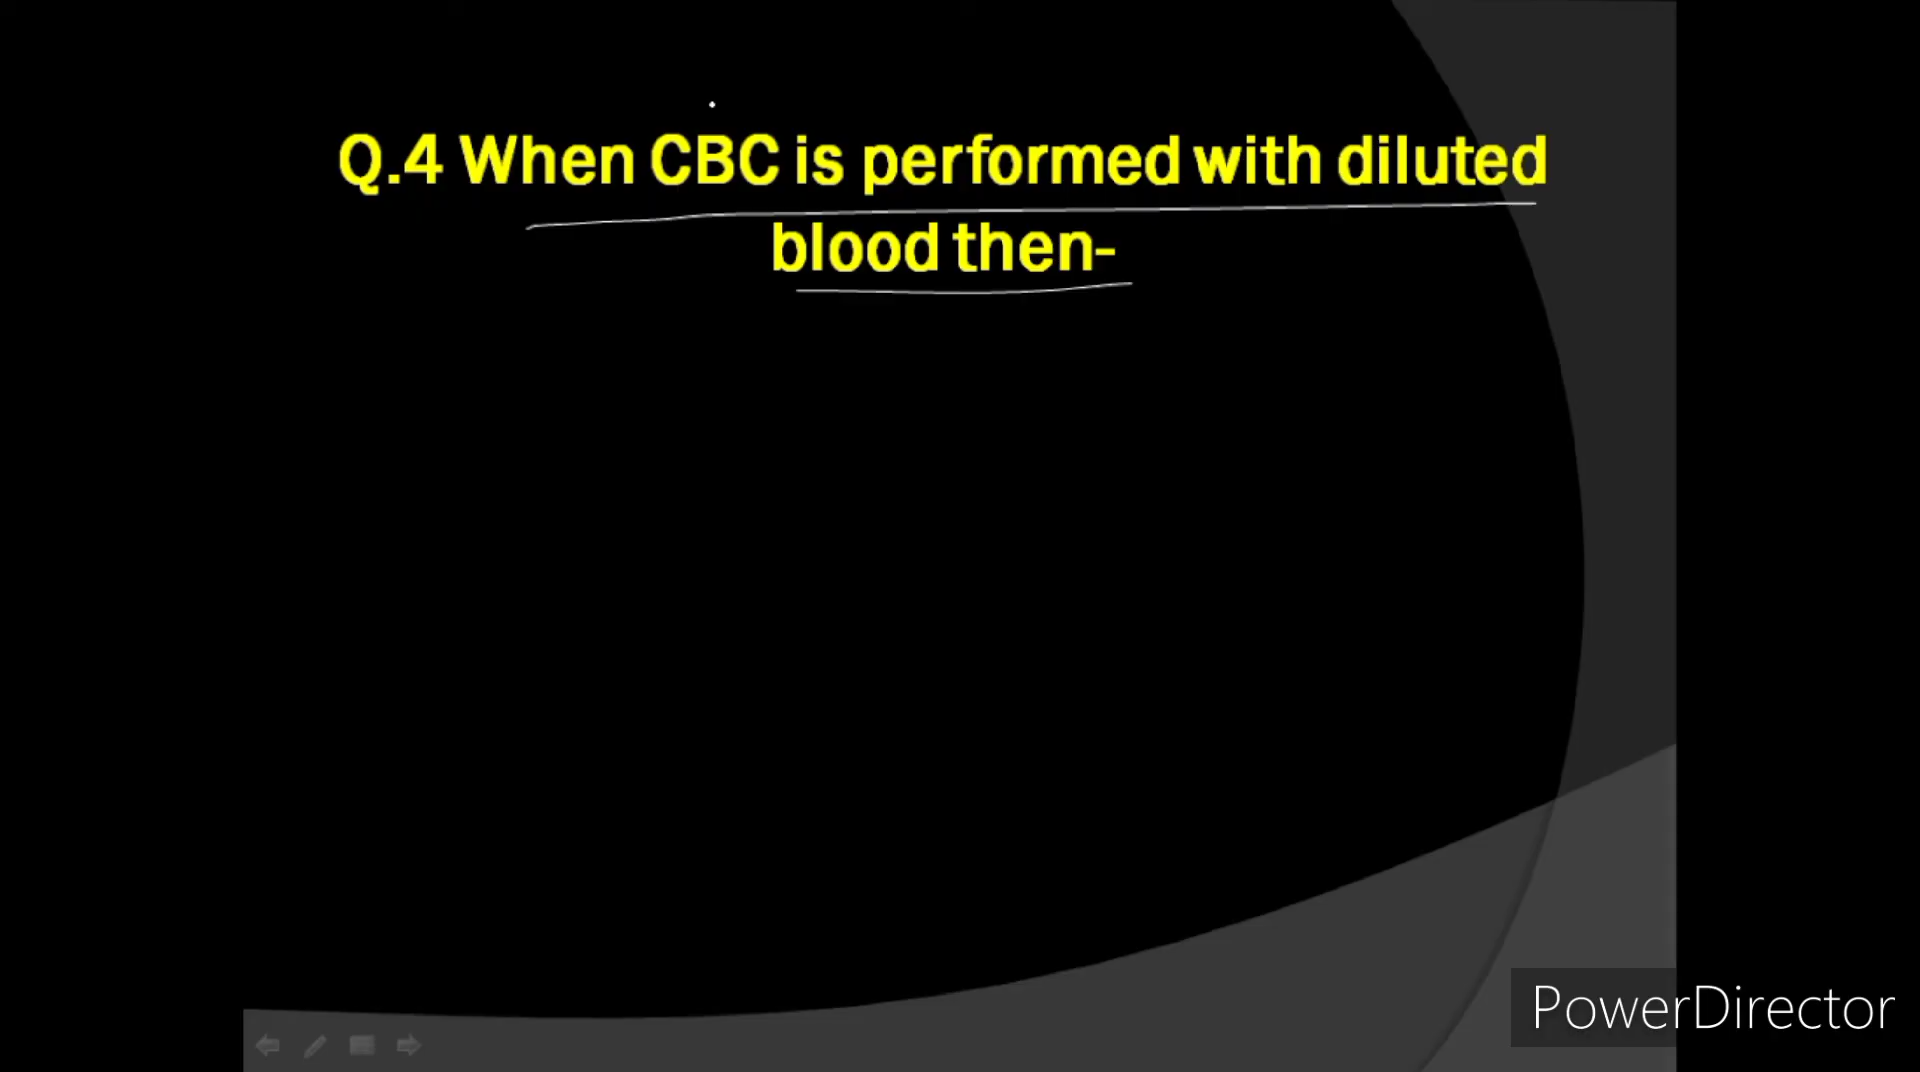 Q.4 When CBC is performed with diluted
blood then-
PowerDirector